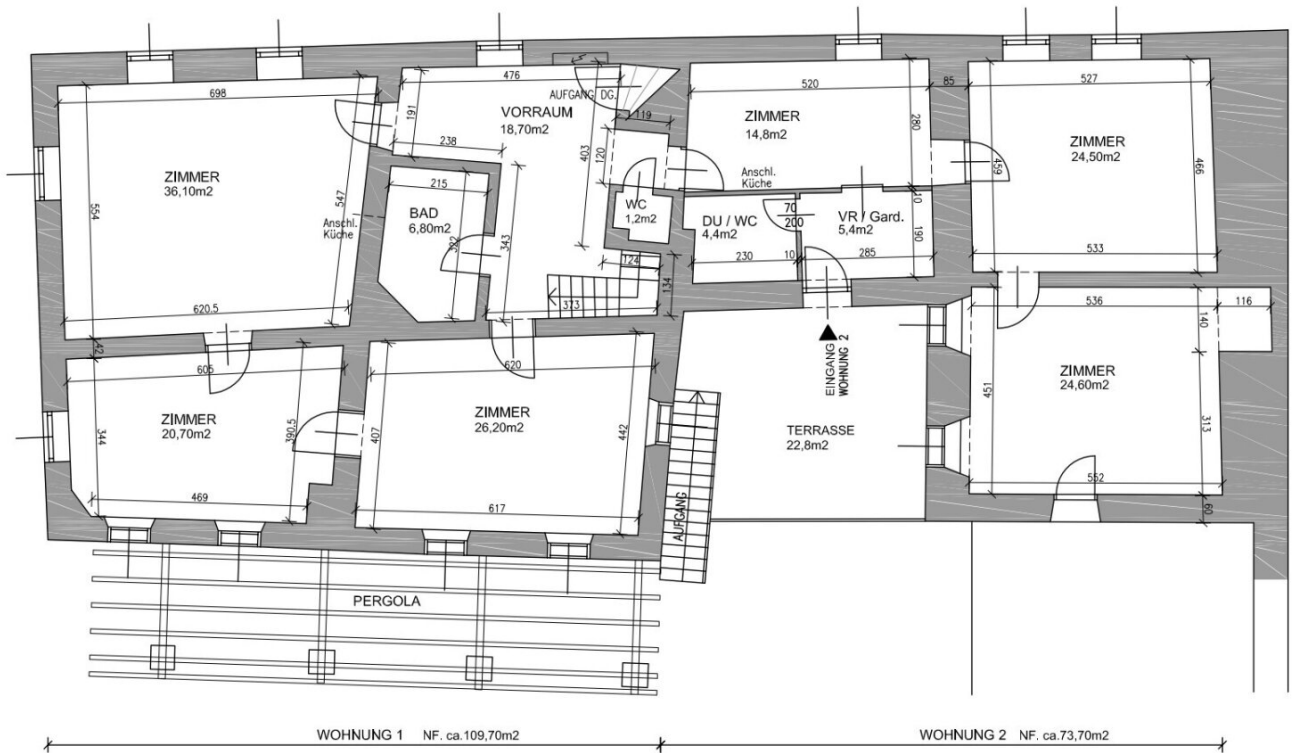 698
476
AUFGANG DG.
VORRAUM
18,70m2
191
238
119
403
120
520
85
527
ZIMMER
14,8m2
280
ZIMMER
24,50m2
459
466
ZIMMER
36,10m2
554
547
Anschl.
Küche
215
BAD
6,80m2
322
343
WC
1,2m2
Anschl.
Küche
DU / WC
4,4m2
70
200
VR / Gard.
5,4m2
10
190
230
10
285
533
124
134
373
620.5
42
605
620
536
116
140
EINGANG
WOHNUNG 2
ZIMMER
20,70m2
344
390.5
ZIMMER
26,20m2
407
442
TERRASSE
22,8m2
451
ZIMMER
24,60m2
313
469
617
552
60
AUFGANG
PERGOLA
WOHNUNG 1 NF. ca.109,70m2
WOHNUNG 2 NF. ca.73,70m2